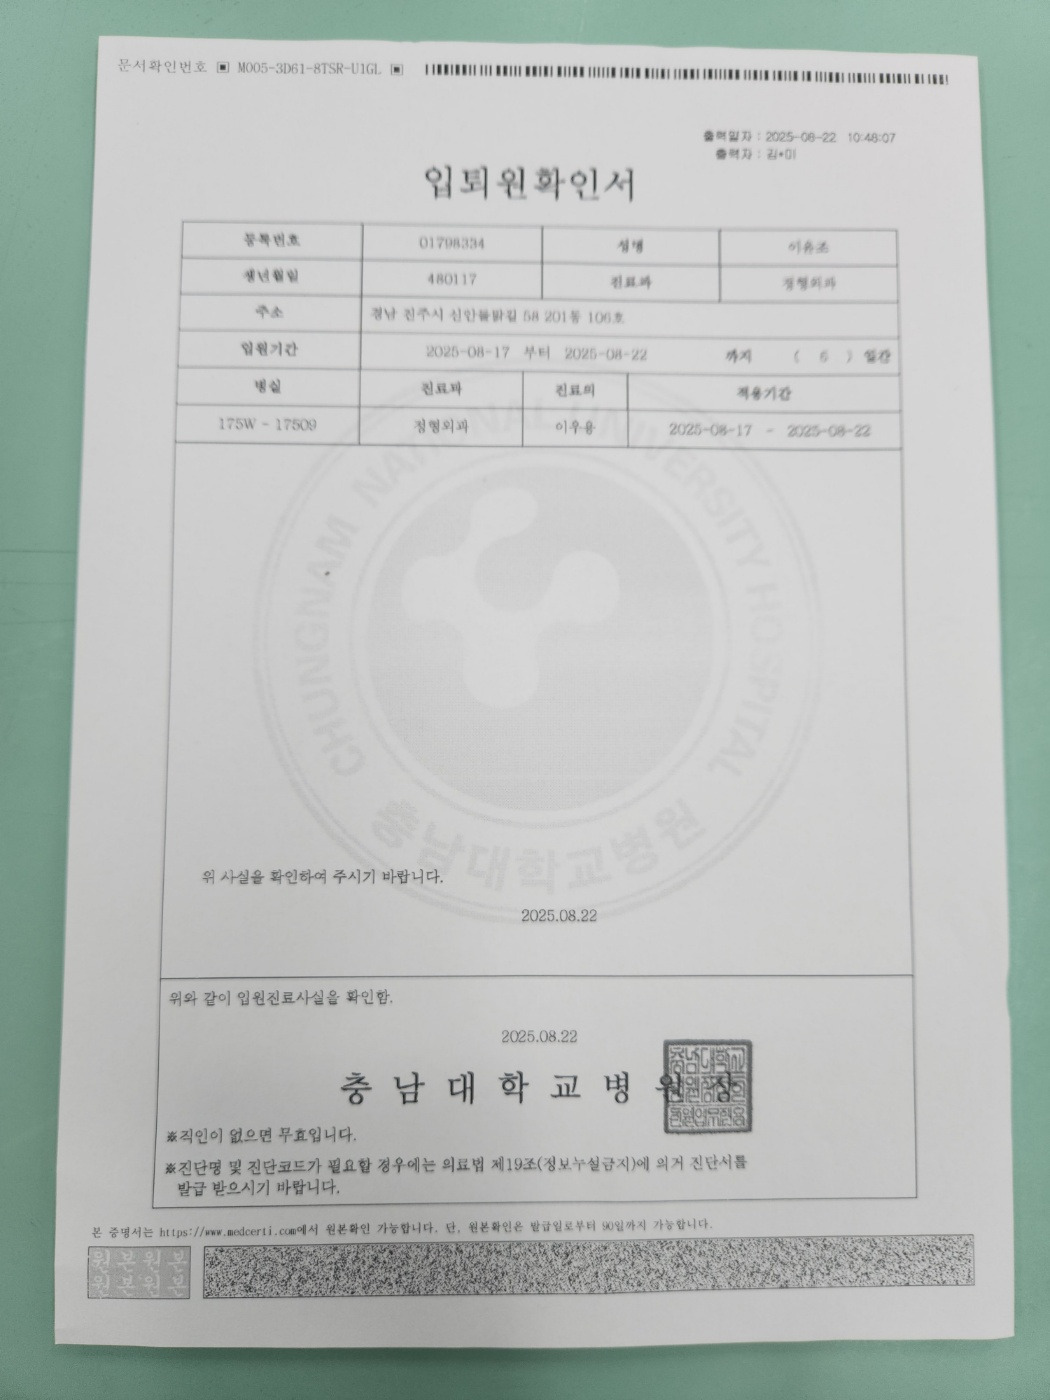 문서확인번호 ▣ M005-3D61-8TSR-U1GL ▣
출력일자 : 2025-08-22 10:48:07
출력자 : 김*미
입퇴원확인서
등록번호 01798334 성명 이유조
생년월일 480117 진료과 정형외과
주소 경남 진주시 신안들말길 58 201동 106호
입원기간 2025-08-17 부터 2025-08-22 까지 ( 6 ) 일간
병실 진료과 진료의 적용기간
175W - 17509 정형외과 이우용 2025-08-17 - 2025-08-22
CHUNGNAM NATIONAL UNIVERSITY HOSPITAL
충남대학교병원
위 사실을 확인하여 주시기 바랍니다.
2025.08.22
위와 같이 입원진료사실을 확인함.
2025.08.22
충남대학교병원장
※직인이 없으면 무효입니다.
※진단명 및 진단코드가 필요할 경우에는 의료법 제19조(정보누설금지)에 의거 진단서를
발급 받으시기 바랍니다.
본 증명서는 https://www.medcerti.com에서 원본확인 가능합니다. 단, 원본확인은 발급일로부터 90일까지 가능합니다.
원본원본
원본원본